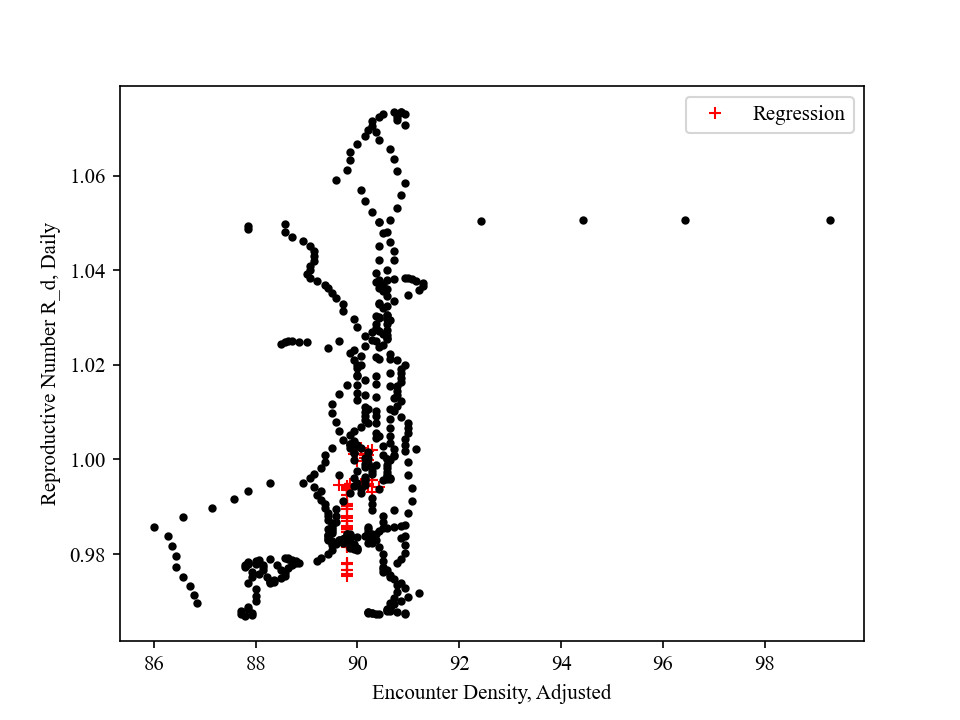 Regression
1.06
1.04
1.02
1.00
0.98
Reproductive Number R_d, Daily
86 88 90 92 94 96 98
Encounter Density, Adjusted